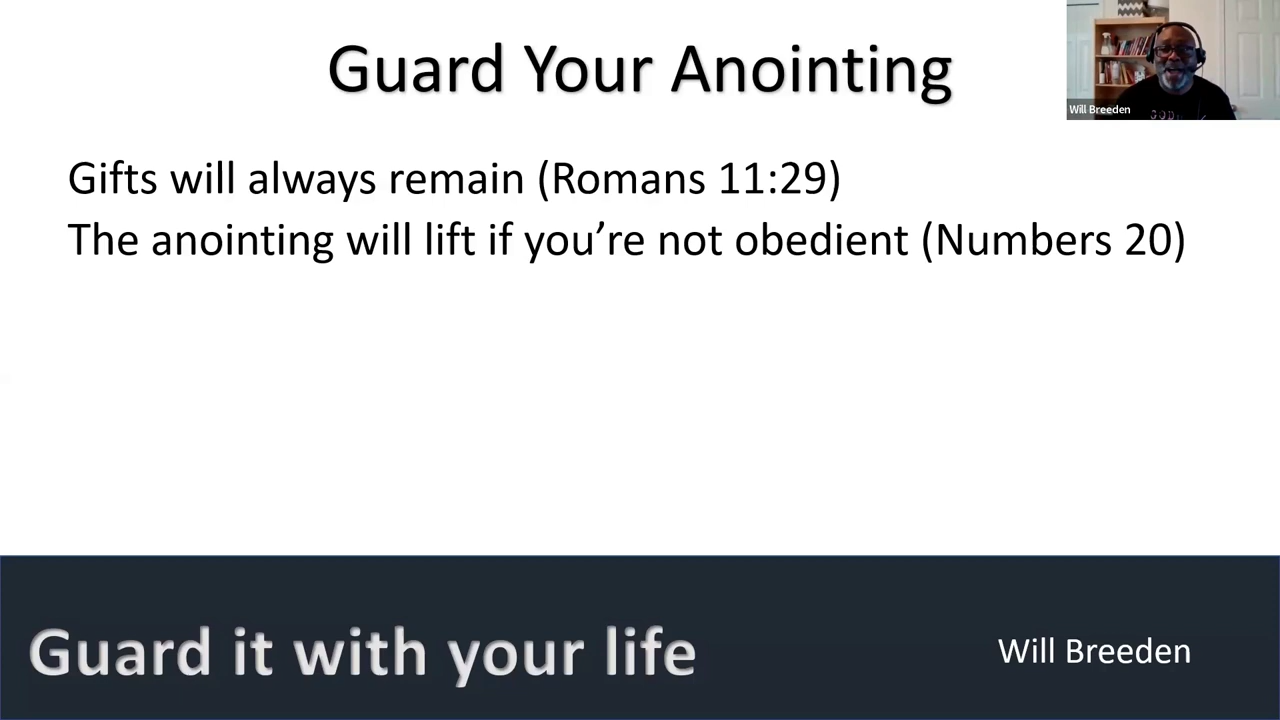 Guard Your Anointing
Will Breeden
Gifts will always remain (Romans 11:29)
The anointing will lift if you’re not obedient (Numbers 20)
Guard it with your life
Will Breeden